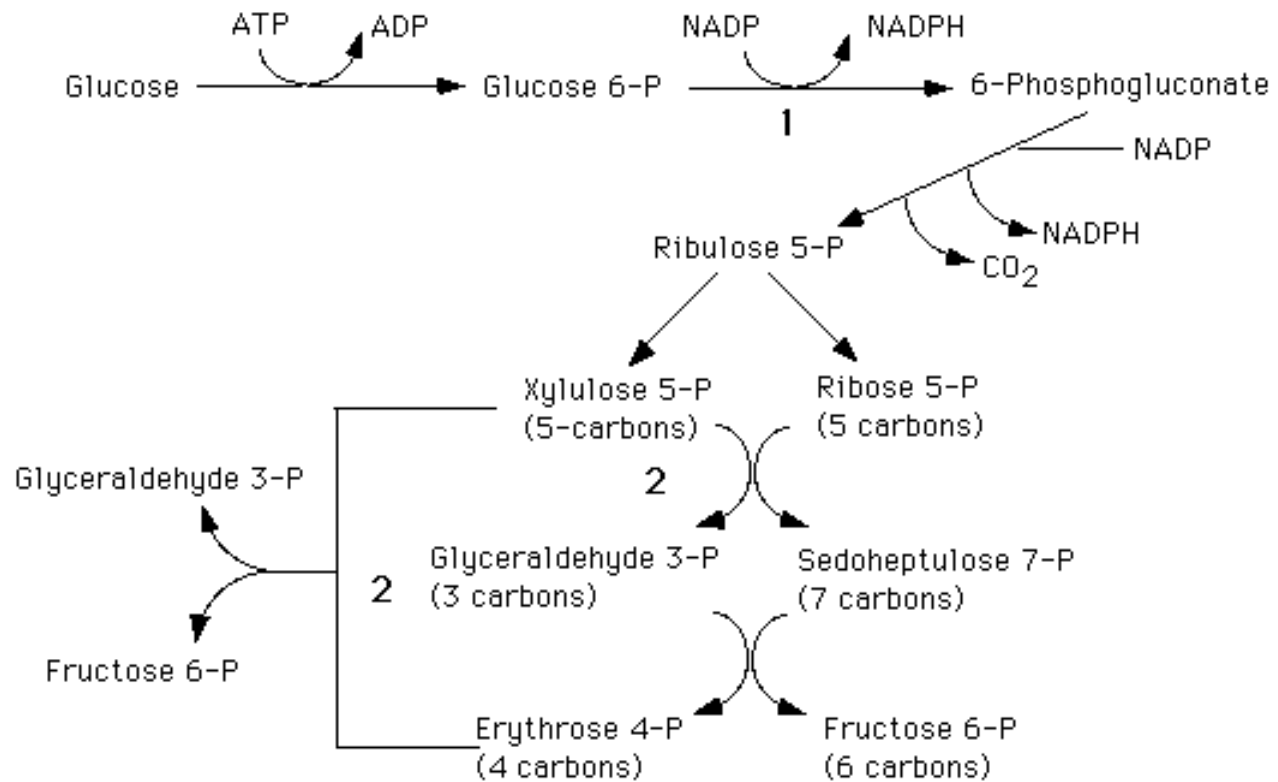 ATP ADP NADP NADPH
Glucose Glucose 6-P 6-Phosphogluconate
1
NADP
NADPH
Ribulose 5-P
CO2
Xylulose 5-P Ribose 5-P
(5-carbons) (5 carbons)
2
Glyceraldehyde 3-P
Glyceraldehyde 3-P Sedoheptulose 7-P
2 (3 carbons) (7 carbons)
Fructose 6-P
Erythrose 4-P Fructose 6-P
(4 carbons) (6 carbons)